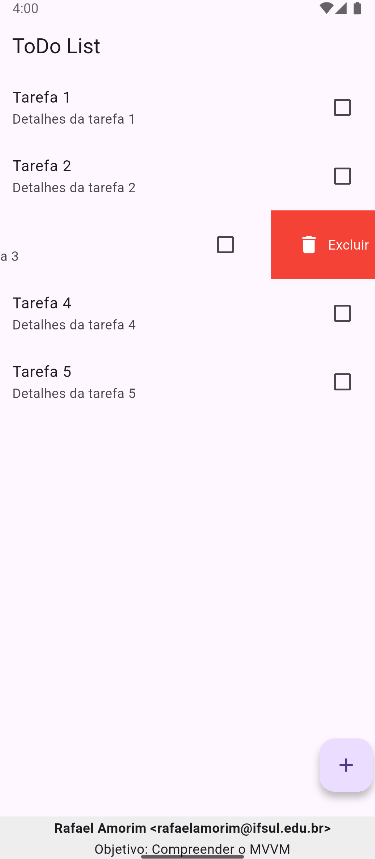 4:00
ToDo List
Tarefa 1
Detalhes da tarefa 1
Tarefa 2
Detalhes da tarefa 2
a 3
Excluir
Tarefa 4
Detalhes da tarefa 4
Tarefa 5
Detalhes da tarefa 5
Rafael Amorim <rafaelamorim@ifsul.edu.br>
Objetivo: Compreender o MVVM